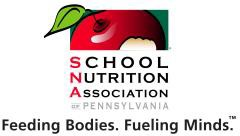 SCHOOL
NUTRITION
ASSOCIATION
OF PENNSYLVANIA
Feeding Bodies. Fueling Minds.™